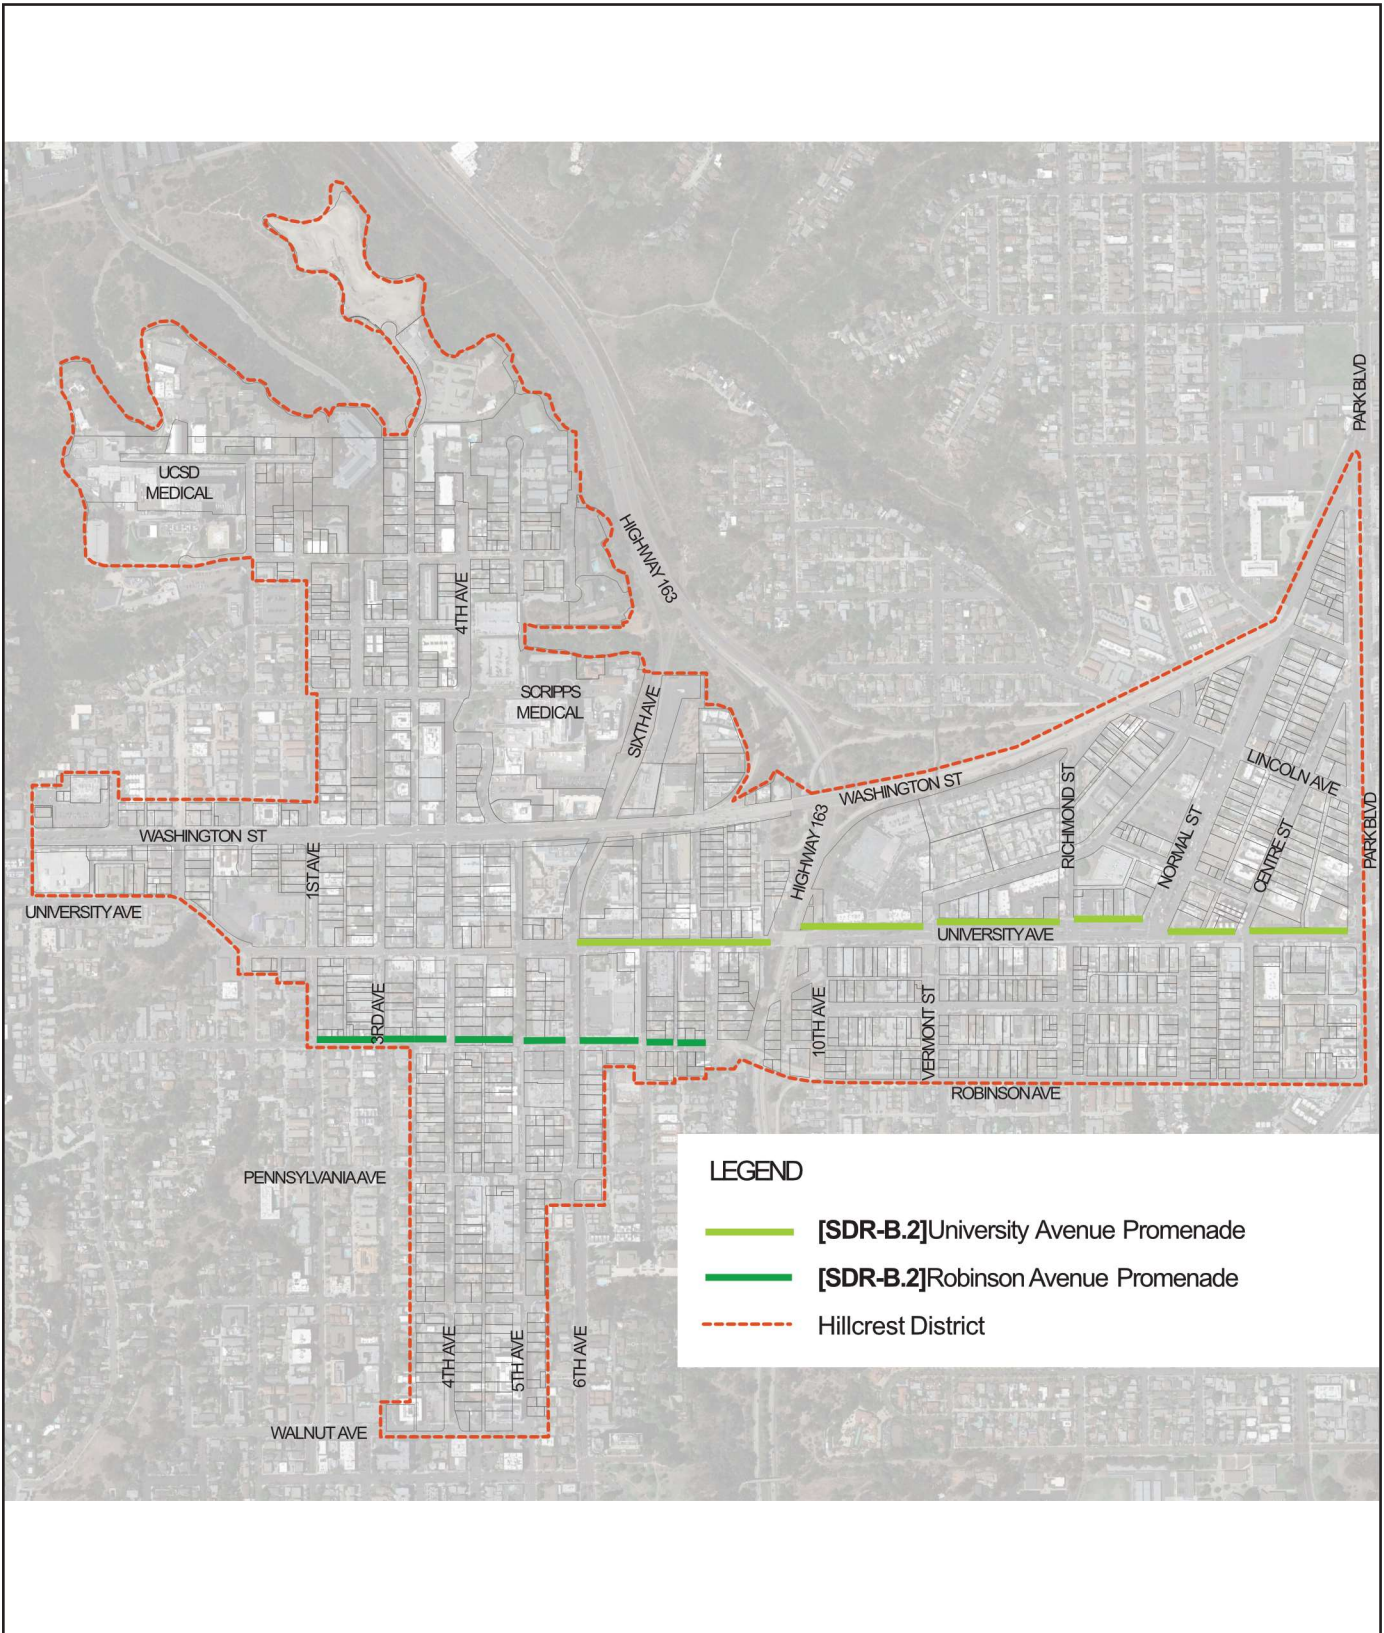 PARK BLVD
UCSD
MEDICAL
HIGHWAY 163
4TH AVE
SCRIPPS
MEDICAL
SIXTH AVE
LINCOLN AVE
WASHINGTON ST
RICHMOND ST
NORMAL ST
PARK BLVD
WASHINGTON ST
HIGHWAY 163
CENTRE ST
1ST AVE
UNIVERSITY AVE
UNIVERSITY AVE
3RD AVE
10TH AVE
VERMONT ST
ROBINSON AVE
PENNSYLVANIA AVE
LEGEND
[SDR-B.2]University Avenue Promenade
[SDR-B.2]Robinson Avenue Promenade
Hillcrest District
4TH AVE
5TH AVE
6TH AVE
WALNUT AVE